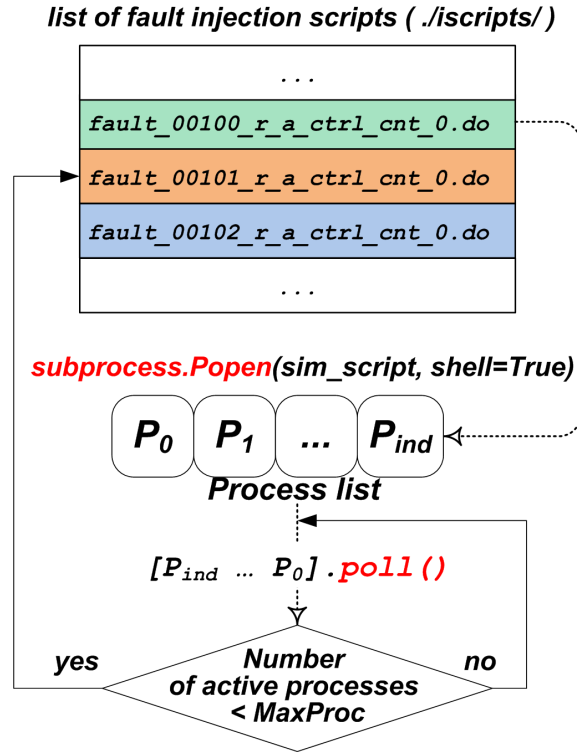 list of fault injection scripts ( ./iscripts/ )
...
fault_00100_r_a_ctrl_cnt_0.do
fault_00101_r_a_ctrl_cnt_0.do
fault_00102_r_a_ctrl_cnt_0.do
...
subprocess.Popen(sim_script, shell=True)
P0 P1 ... Pind
Process list
[Pind … P0].poll()
yes
Number
no
of active processes
< MaxProc